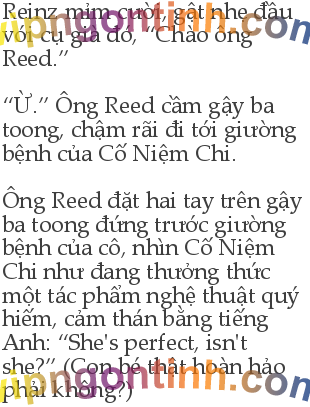 Reinz mỉm cười, gật nhẹ đầu
với cụ già đó, “Chào ông
Reed.”
“Ừ.” Ông Reed cầm gậy ba
toong, chậm rãi đi tới giường
bệnh của Cố Niệm Chi.
Ông Reed đặt hai tay trên gậy
ba toong đứng trước giường
bệnh của cô, nhìn Cố Niệm
Chi như đang thưởng thức
một tác phẩm nghệ thuật quý
hiếm, cảm thán bằng tiếng
Anh: “She's perfect, isn't
she?” (Con bé thật hoàn hảo
phải không?)
vipngontinh.com
vipngontinh.com